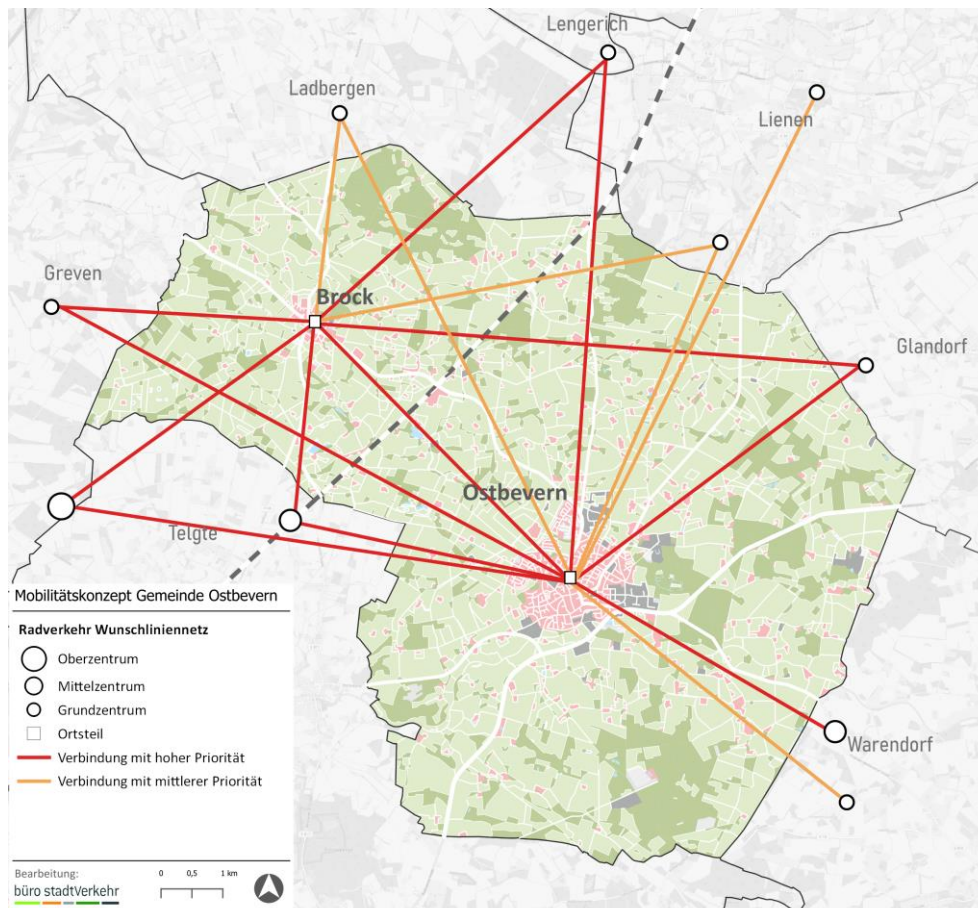 Lengerich
Ladbergen
Lienen
Greven
Brock
Glandorf
Ostbevern
Telgte
Warendorf
Mobilitätskonzept Gemeinde Ostbevern
Radverkehr Wunschliniennetz
Oberzentrum
Mittelzentrum
Grundzentrum
Ortsteil
Verbindung mit hoher Priorität
Verbindung mit mittlerer Priorität
Bearbeitung:
büro stadtVerkehr
0 0,5 1 km